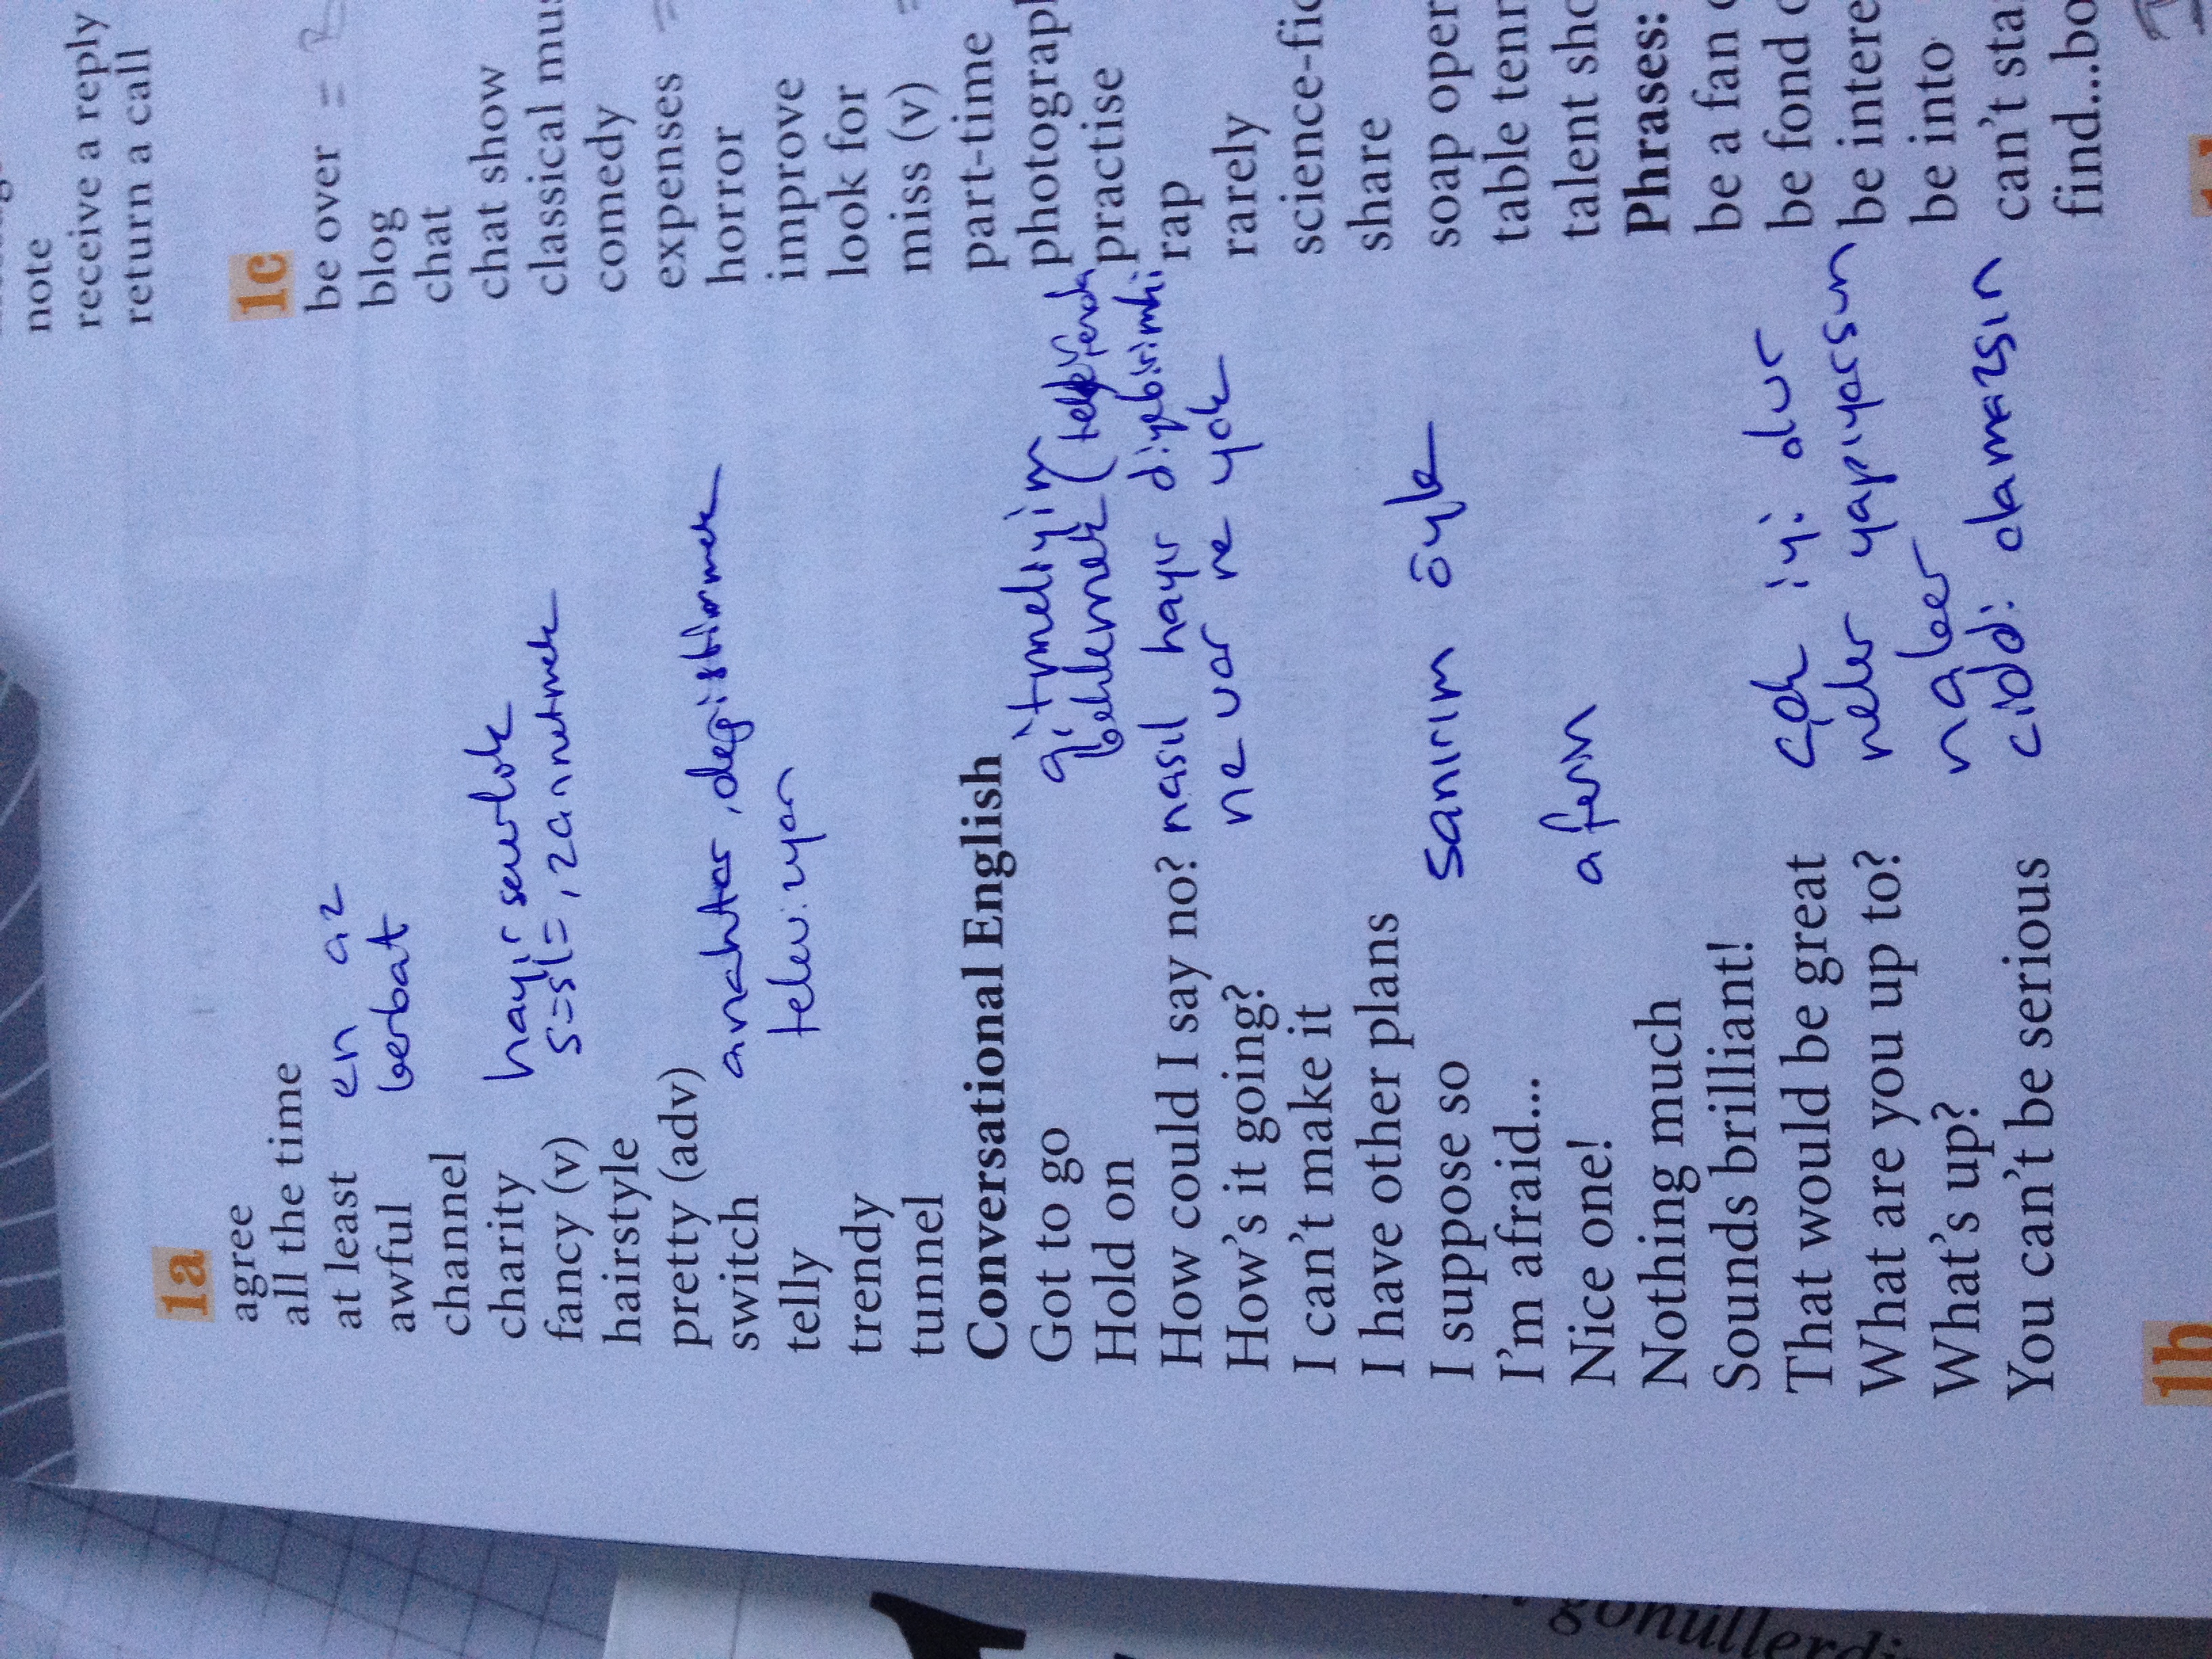 note
receive a reply
return a call
1a
agree
all the time
at least en az
awful berbat
channel
charity hayırseverlik
fancy (v) süslü, zannetmek
hairstyle
pretty (adv)
switch anahtar, degistirmek
telly televizyon
trendy
tunnel
Conversational English
Got to go gitmeliyim
Hold on beklemek (
How could I say no? nasıl hayır
How's it going? ne var ne yok
I can't make it
I have other plans
I suppose so sanırım öyle
I'm afraid...
Nice one! aferin
Nothing much
Sounds brilliant!
That would be great çok iyi olur
What are you up to? neler yapıyorsun
What's up? naber
You can't be serious ciddi olamazsın
1b
1c
be over =
blog
chat
chat show
classical mus
comedy
expenses =
horror
improve
look for
miss (v) =
part-time
photograp
practise
rap
rarely
science-fic
share
soap oper
table tenn
talent sho
Phrases:
be a fan
be fond
be intere
be into
can't sta
find...bo